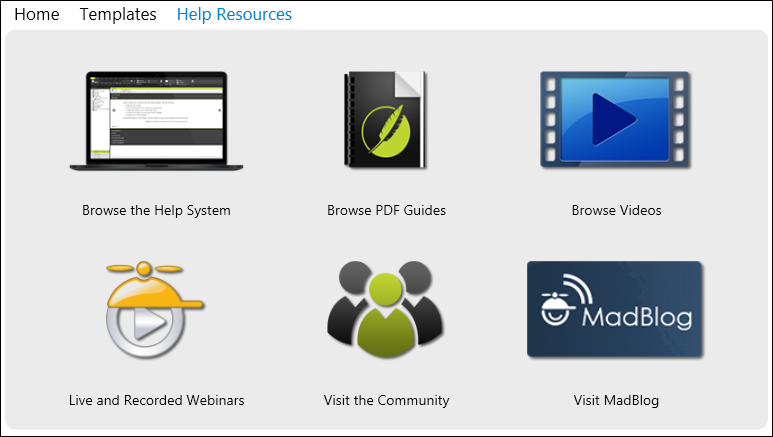 Home Templates Help Resources
Browse the Help System Browse PDF Guides Browse Videos
MadBlog
Live and Recorded Webinars Visit the Community Visit MadBlog